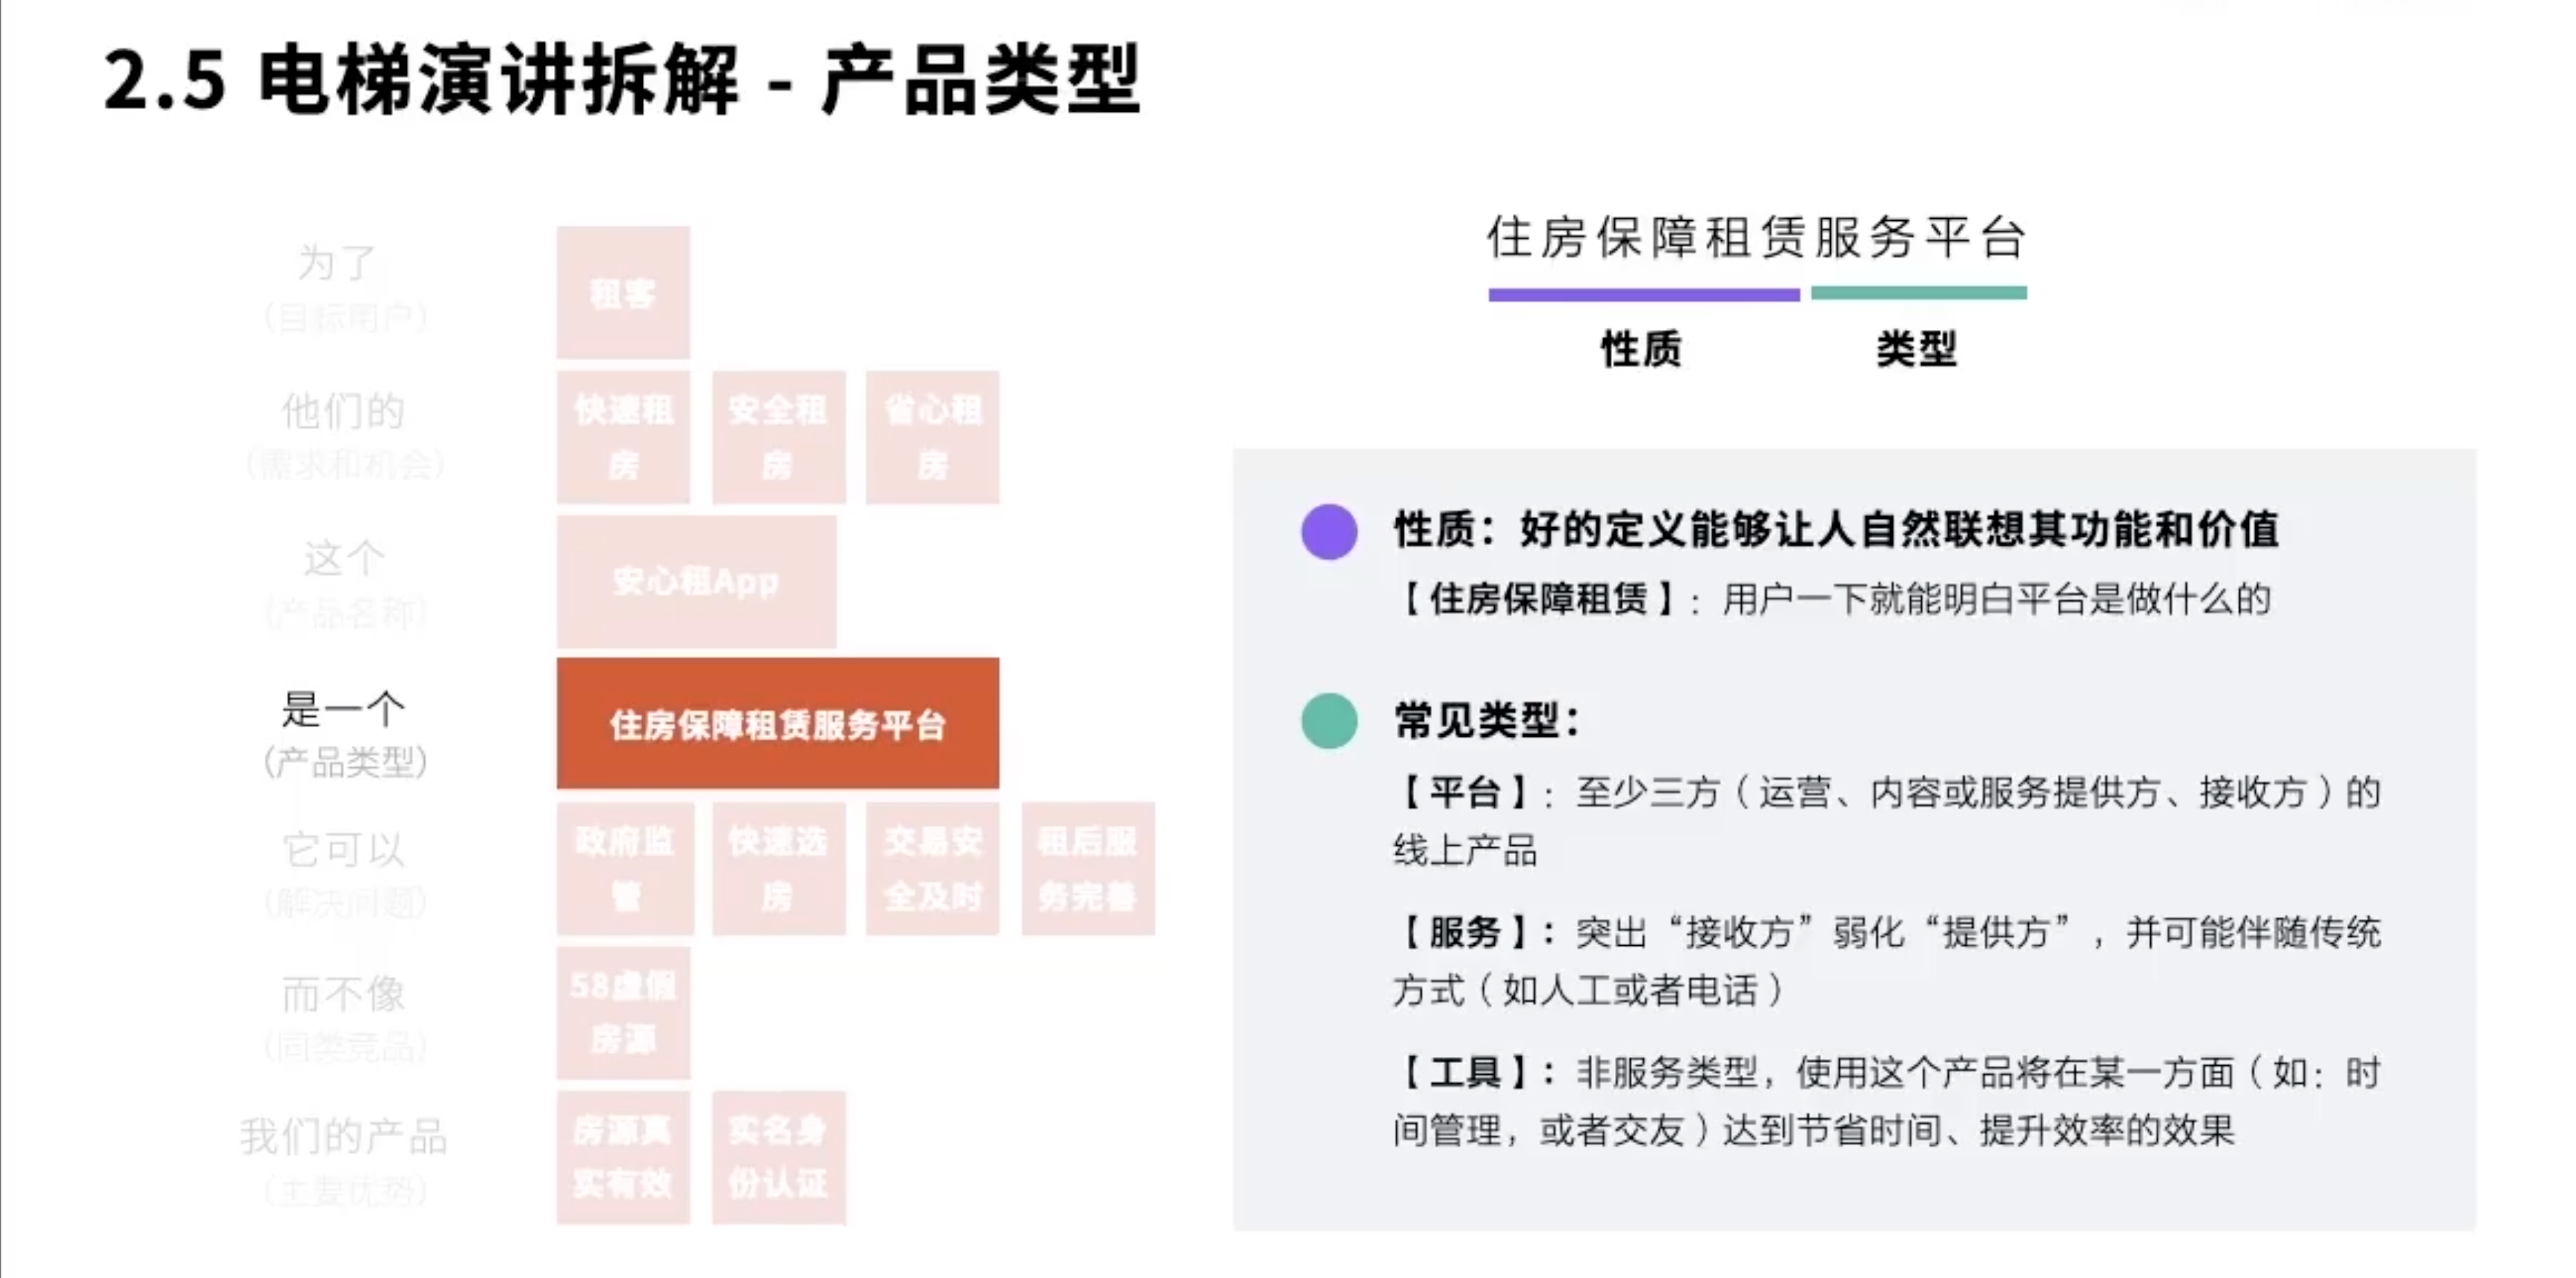 2.5 电梯演讲拆解 - 产品类型
为了
(目标用户)
租客
他们的
(需求和机会)
快速租
房
安全租
房
省心租
房
这个
(产品名称)
安心租App
是一个
(产品类型)
住房保障租赁服务平台
它可以
(解决问题)
政府监
管
快速选
房
交易安
全及时
租后服
务完善
而不像
(同类竞品)
58虚假
房源
我们的产品
(主要优势)
房源真
实有效
实名身
份认证
住房保障租赁服务平台
性质
类型
性质：好的定义能够让人自然联想其功能和价值
【住房保障租赁】：用户一下就能明白平台是做什么的
常见类型：
【平台】：至少三方（运营、内容或服务提供方、接收方）的
线上产品
【服务】：突出“接收方”弱化“提供方”，并可能伴随传统
方式（如人工或者电话）
【工具】：非服务类型，使用这个产品将在某一方面（如：时
间管理，或者交友）达到节省时间、提升效率的效果